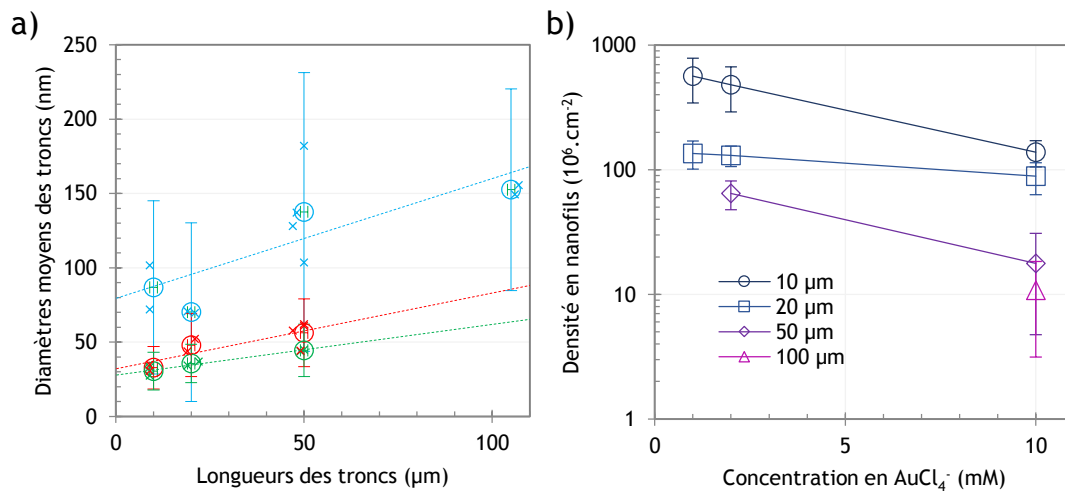 a)
Diamètres moyens des troncs (nm)
250
200
150
100
50
0
0 50 100
Longueurs des troncs (µm)
b)
Densité en nanofils (10⁶.cm⁻²)
1000
100
10
1
10 µm
20 µm
50 µm
100 µm
0 5 10
Concentration en AuCl₄⁻ (mM)